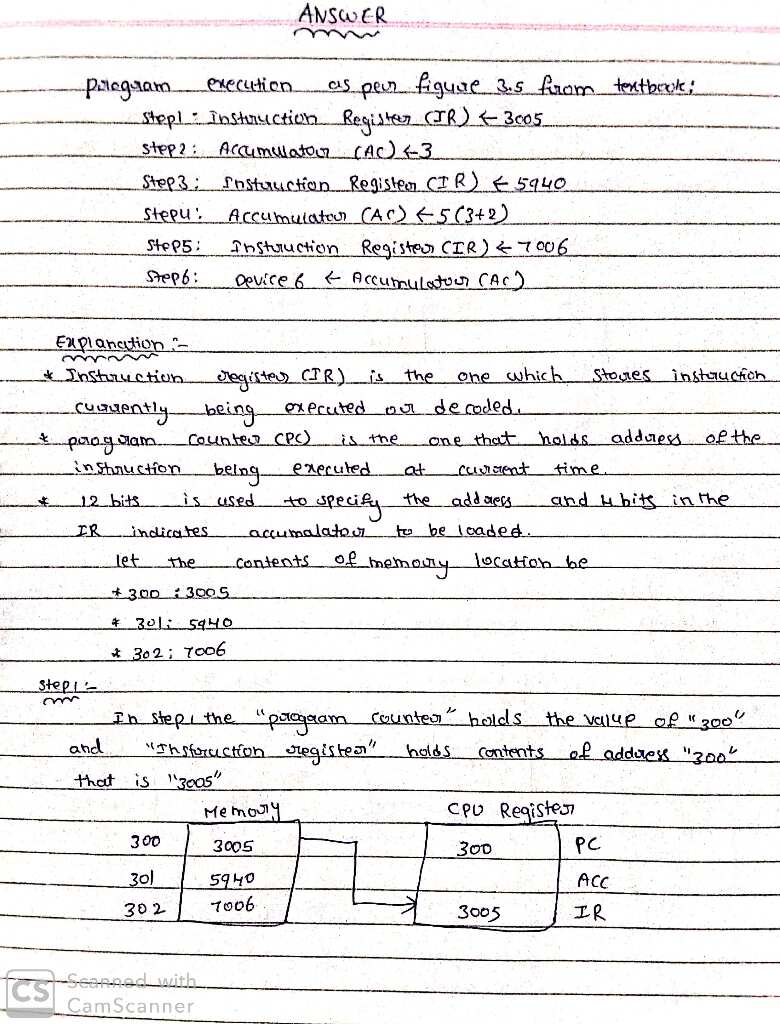 ANSWER
program execution as per figure 3.5 from textbook:
Step1: Instruction Register (IR) ← 3005
Step2: Accumulator (AC) ← 3
Step3: Instruction Register (IR) ← 5940
Step4: Accumulator (AC) ← 5(3+2)
Step5: Instruction Register (IR) ← 7006
Step6: Device 6 ← Accumulator (AC)
Explanation :-
* Instruction register (IR) is the one which stores instruction
currently being executed or decoded.
* program counter (PC) is the one that holds address of the
instruction being executed at current time.
* 12 bits is used to specify the address and 4 bits in the
IR indicates accumalator to be loaded.
let the contents of memory location be
* 300 : 3005
* 301: 5940
* 302: 7006
Step1:-
In step1 the "program counter" holds the value of "300"
and "Instruction register" holds contents of address "300"
that is "3005"
Memory CPU Register
300 3005 300 PC
301 5940 ACC
302 7006 3005 IR
CS Scanned with
CamScanner